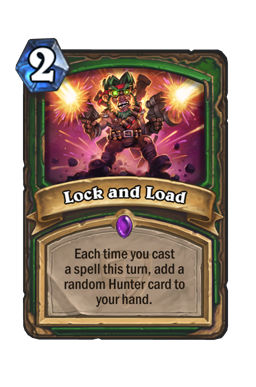 2
Lock and Load
Each time you cast
a spell this turn, add a
random Hunter card to
your hand.